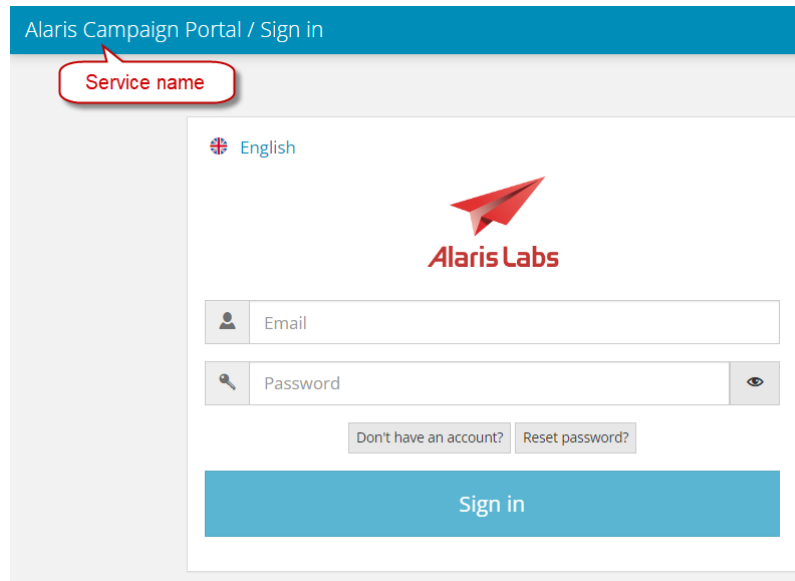 Alaris Campaign Portal / Sign in
Service name
English
Alaris Labs
Email
Password
Don't have an account? Reset password?
Sign in